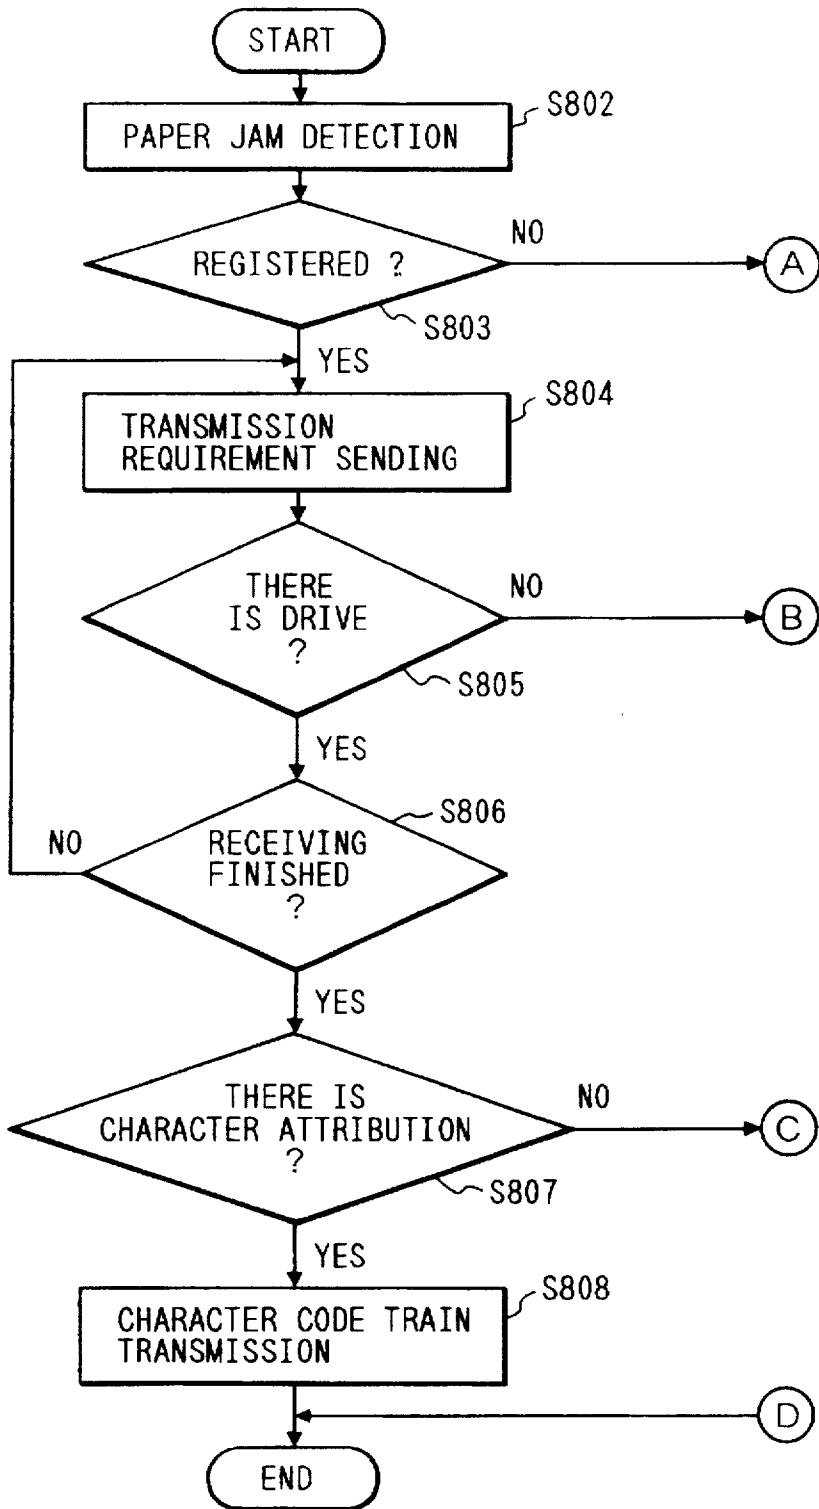 START
S802
PAPER JAM DETECTION
NO
REGISTERED ?
A
S803
YES
S804
TRANSMISSION
REQUIREMENT SENDING
THERE
IS DRIVE
?
NO
B
S805
YES
S806
NO
RECEIVING
FINISHED
?
YES
THERE IS
CHARACTER ATTRIBUTION
?
NO
C
S807
YES
S808
CHARACTER CODE TRAIN
TRANSMISSION
D
END